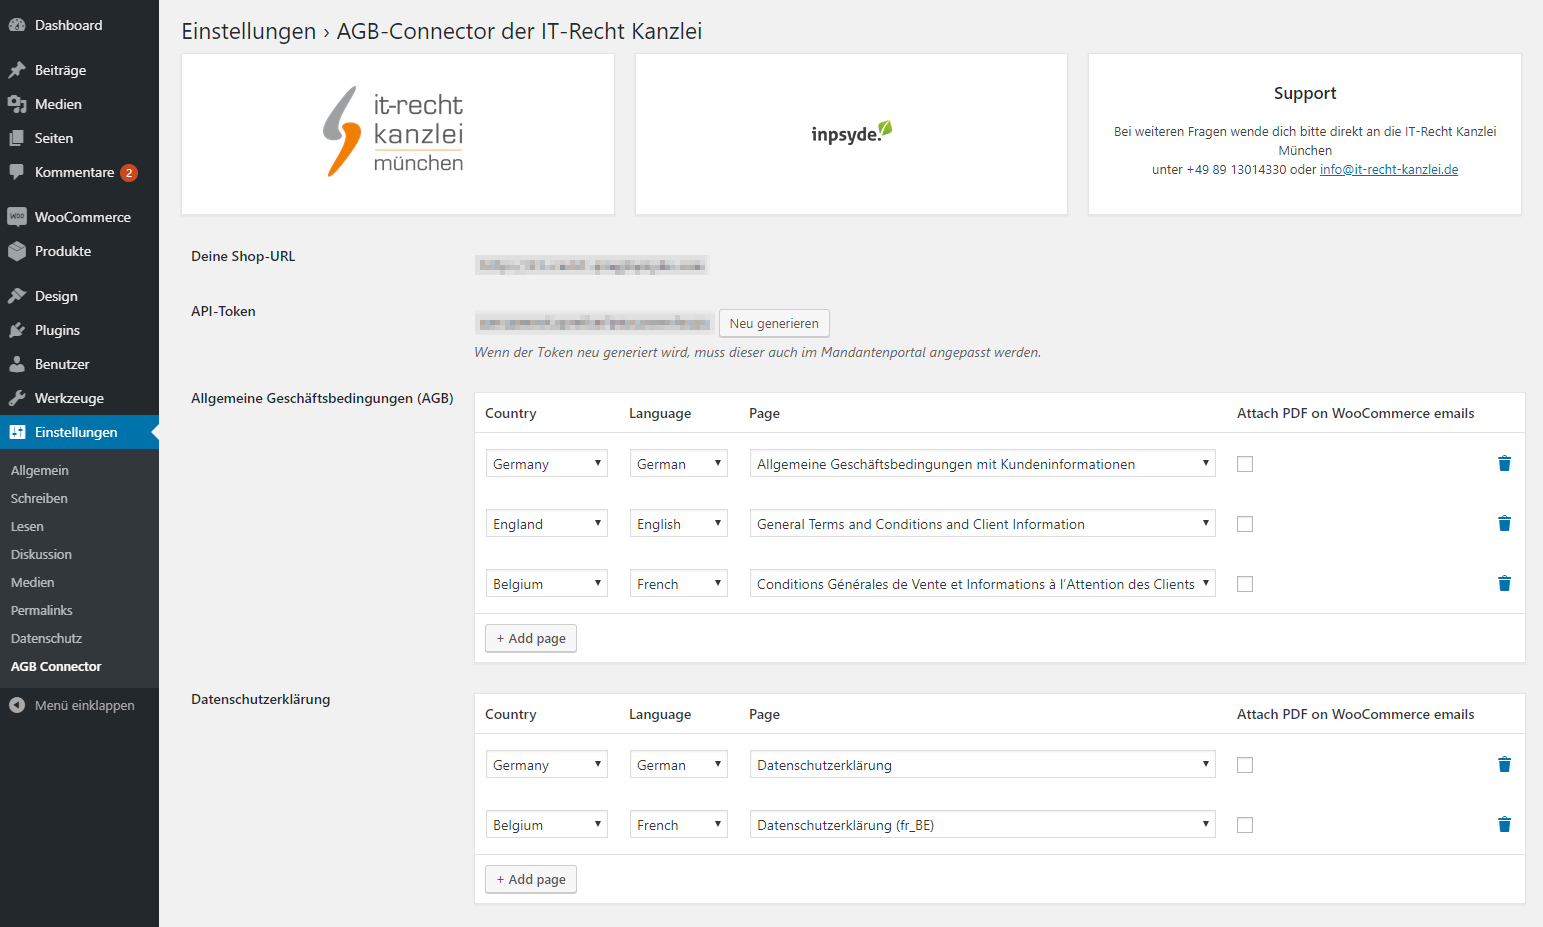 Dashboard
Beiträge
Medien
Seiten
Kommentare 2
WooCommerce
Produkte
Design
Plugins
Benutzer
Werkzeuge
Einstellungen
Allgemein
Schreiben
Lesen
Diskussion
Medien
Permalinks
Datenschutz
AGB Connector
Menü einklappen
Einstellungen › AGB-Connector der IT-Recht Kanzlei
it-recht
kanzlei
münchen
inpsyde.
Support
Bei weiteren Fragen wende dich bitte direkt an die IT-Recht Kanzlei
München
unter +49 89 13014330 oder info@it-recht-kanzlei.de
Deine Shop-URL
API-Token
Neu generieren
Wenn der Token neu generiert wird, muss dieser auch im Mandantenportal angepasst werden.
Allgemeine Geschäftsbedingungen (AGB)
Country Language Page Attach PDF on WooCommerce emails
Germany German Allgemeine Geschäftsbedingungen mit Kundeninformationen
England English General Terms and Conditions and Client Information
Belgium French Conditions Générales de Vente et Informations à l'Attention des Clients
+ Add page
Datenschutzerklärung
Country Language Page Attach PDF on WooCommerce emails
Germany German Datenschutzerklärung
Belgium French Datenschutzerklärung (fr_BE)
+ Add page